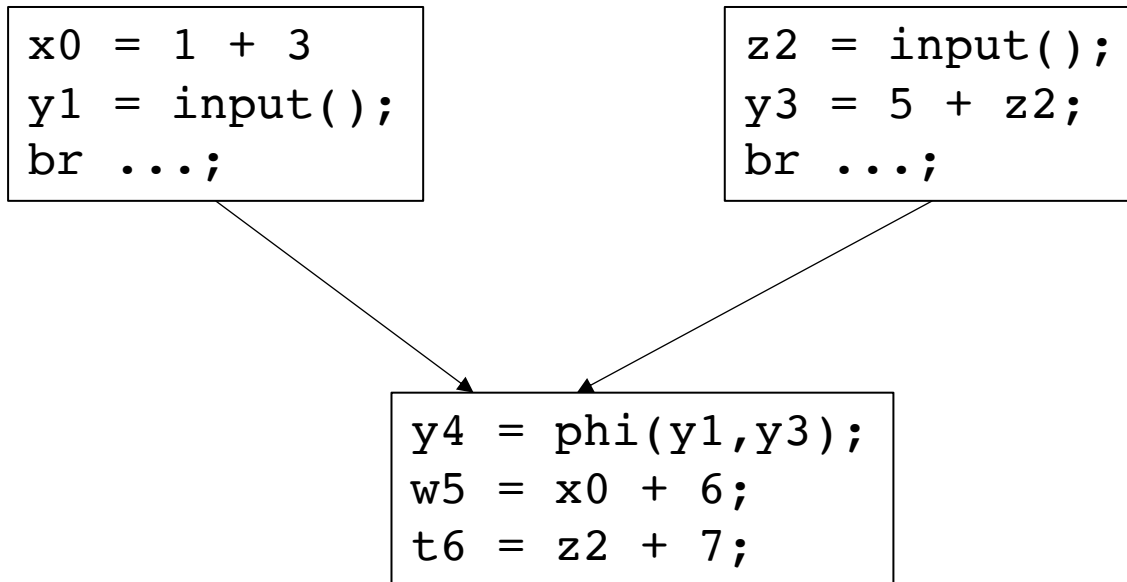 x0 = 1 + 3
y1 = input();
br ...;
z2 = input();
y3 = 5 + z2;
br ...;
y4 = phi(y1,y3);
w5 = x0 + 6;
t6 = z2 + 7;